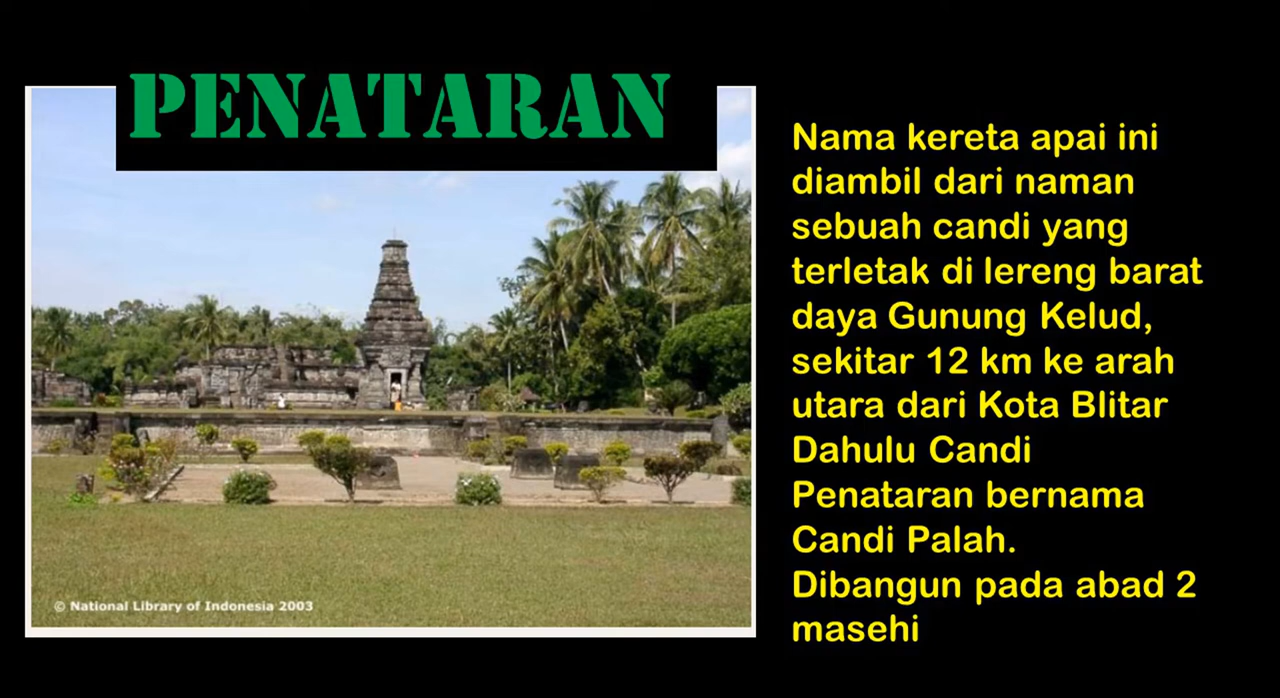 PENATARAN
Nama kereta apai ini
diambil dari naman
sebuah candi yang
terletak di lereng barat
daya Gunung Kelud,
sekitar 12 km ke arah
utara dari Kota Blitar
Dahulu Candi
Penataran bernama
Candi Palah.
Dibangun pada abad 2
masehi
© National Library of Indonesia 2003